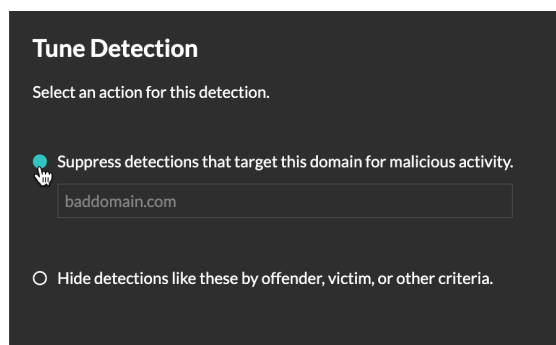 Tune Detection
Select an action for this detection.
Suppress detections that target this domain for malicious activity.
baddomain.com
Hide detections like these by offender, victim, or other criteria.